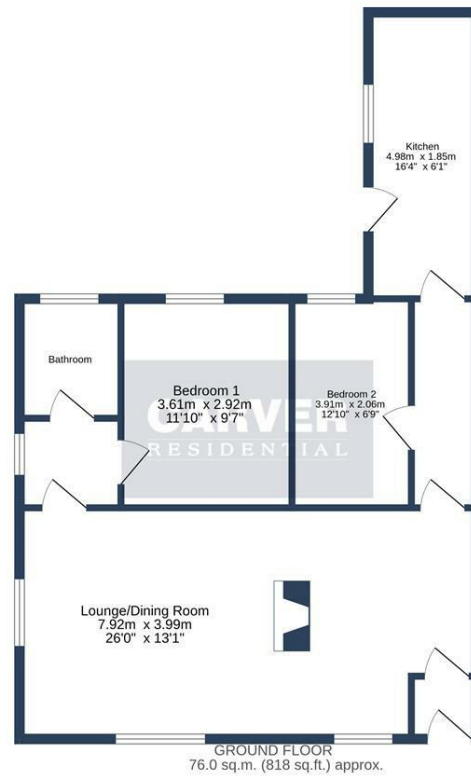 Kitchen
4.98m x 1.85m
16'4" x 6'1"
Bathroom
Bedroom 1
3.61m x 2.92m
11'10" x 9'7"
Bedroom 2
3.91m x 2.06m
12'10" x 6'9"
CARVER
RESIDENTIAL
Lounge/Dining Room
7.92m x 3.99m
26'0" x 13'1"
GROUND FLOOR
76.0 sq.m. (818 sq.ft.) approx.